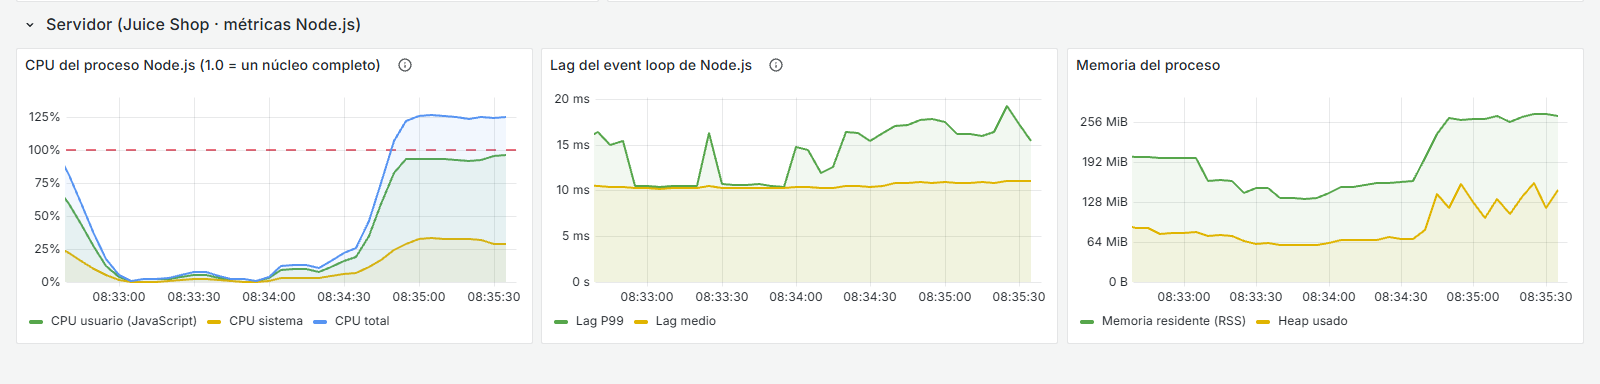 Servidor (Juice Shop · métricas Node.js)
CPU del proceso Node.js (1.0 = un núcleo completo)
125%
100%
75%
50%
25%
0%
08:33:00 08:33:30 08:34:00 08:34:30 08:35:00 08:35:30
CPU usuario (JavaScript) CPU sistema CPU total
Lag del event loop de Node.js
20 ms
15 ms
10 ms
5 ms
0 s
08:33:00 08:33:30 08:34:00 08:34:30 08:35:00 08:35:30
Lag P99 Lag medio
Memoria del proceso
256 MiB
192 MiB
128 MiB
64 MiB
0 B
08:33:00 08:33:30 08:34:00 08:34:30 08:35:00 08:35:30
Memoria residente (RSS) Heap usado